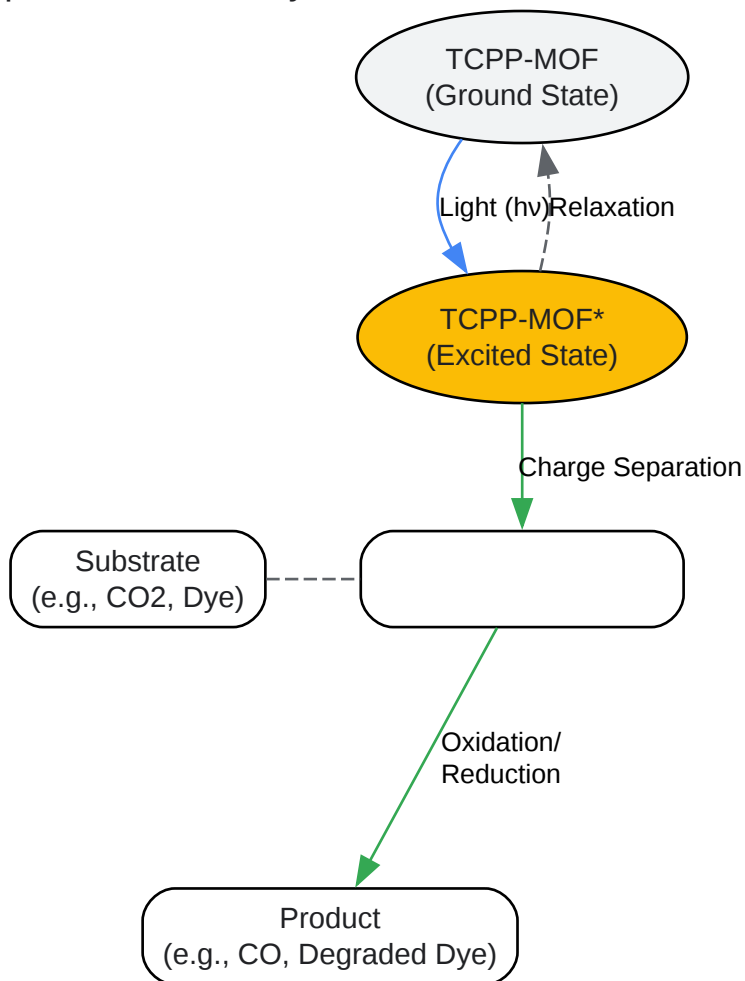 TCPP-MOF
(Ground State)
Light (hν)
Relaxation
TCPP-MOF*
(Excited State)
Charge Separation
Substrate
(e.g., CO2, Dye)
Oxidation/
Reduction
Product
(e.g., CO, Degraded Dye)